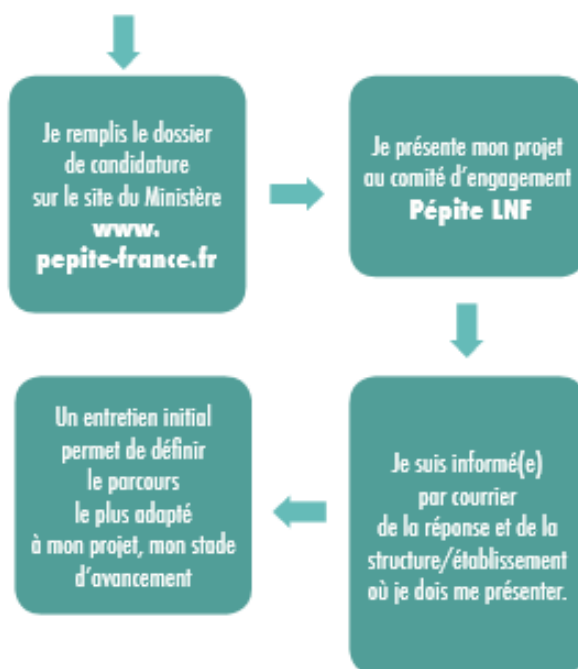 Je remplis le dossier
de candidature
sur le site du Ministère
www.
pepite-france.fr
Je présente mon projet
au comité d'engagement
Pépite LNF
Je suis informé(e)
par courrier
de la réponse et de la
structure/établissement
où je dois me présenter.
Un entretien initial
permet de définir
le parcours
le plus adapté
à mon projet, mon stade
d'avancement